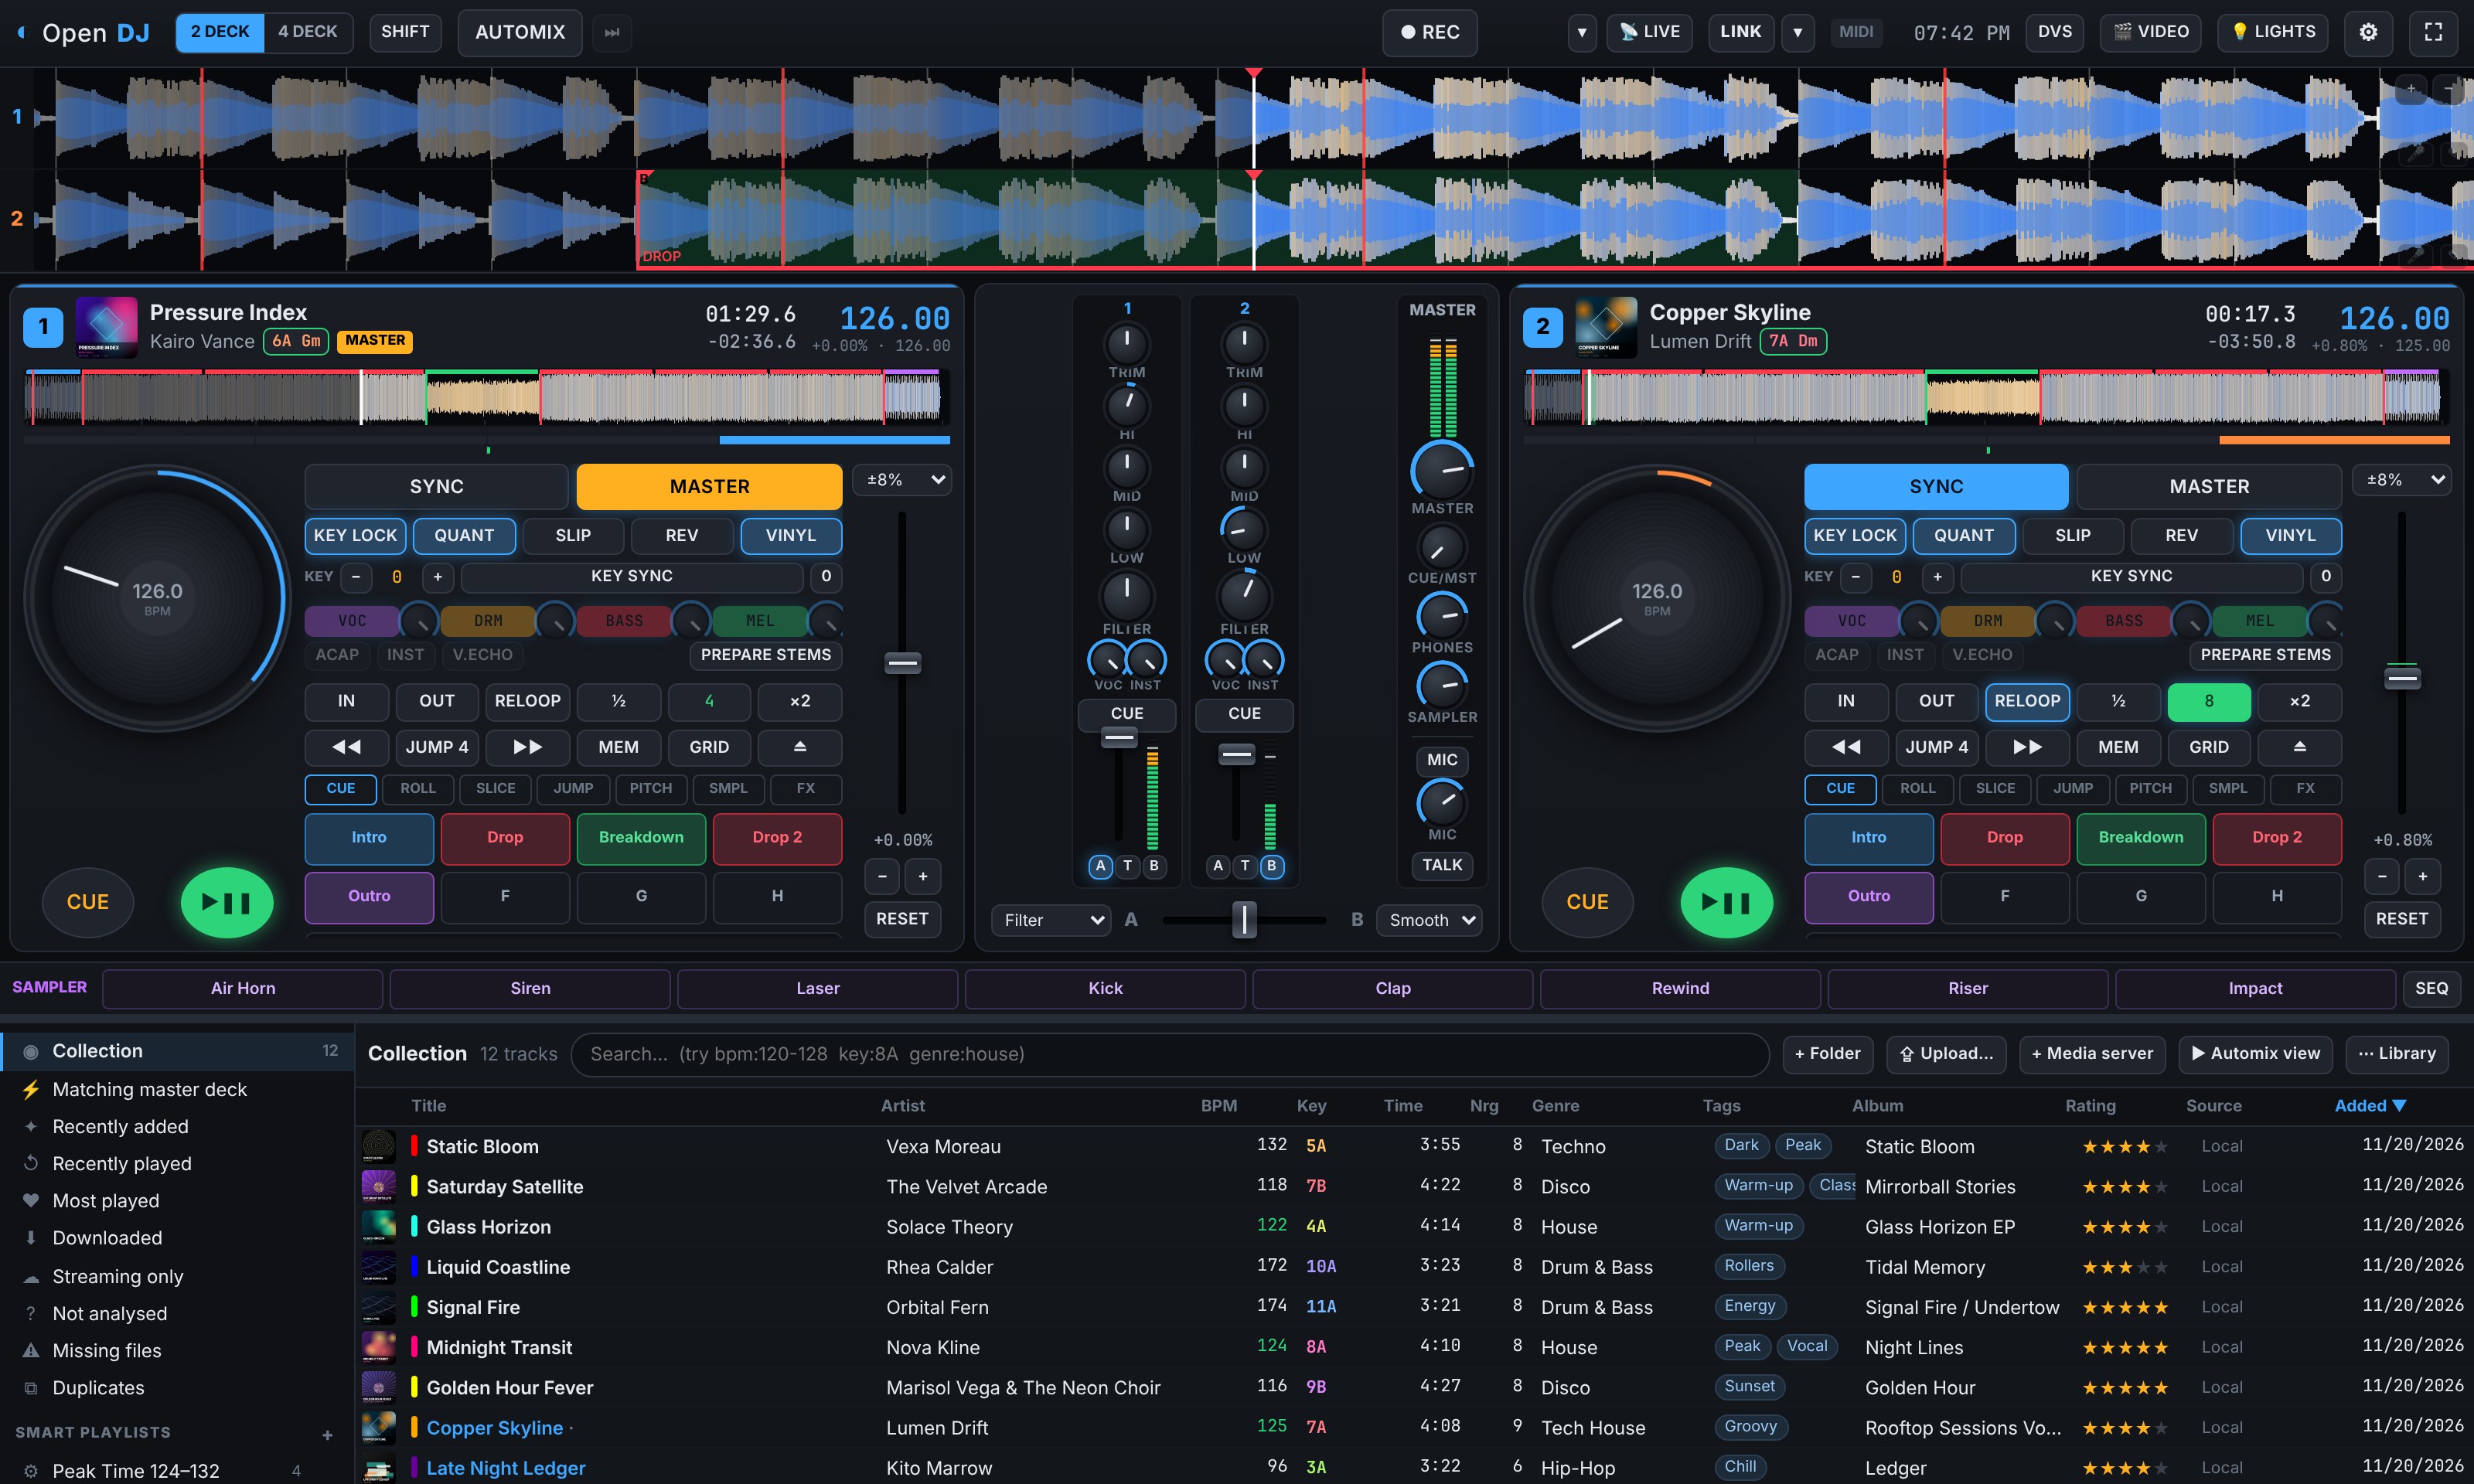 Open DJ 2 DECK 4 DECK SHIFT AUTOMIX REC LIVE LINK MIDI 07:42 PM DVS VIDEO LIGHTS
1
2
DROP
1 Pressure Index 01:29.6 126.00
Kairo Vance 6A Gm MASTER -02:36.6 +0.00% · 126.00
SYNC MASTER ±8%
KEY LOCK QUANT SLIP REV VINYL
126.0
BPM
KEY − 0 + KEY SYNC 0
VOC DRM BASS MEL
ACAP INST V.ECHO PREPARE STEMS
IN OUT RELOOP ½ 4 ×2
JUMP 4 MEM GRID
CUE ROLL SLICE JUMP PITCH SMPL FX
Intro Drop Breakdown Drop 2
+0.00%
Outro F G H
− +
CUE
RESET
1 2 MASTER
TRIM TRIM
HI HI
MID MID MASTER
LOW LOW CUE/MST
FILTER FILTER PHONES
VOC INST VOC INST
CUE CUE SAMPLER
MIC
MIC
A T B A T B TALK
Filter A B Smooth
2 Copper Skyline 00:17.3 126.00
Lumen Drift 7A Dm -03:50.8 +0.80% · 125.00
SYNC MASTER ±8%
KEY LOCK QUANT SLIP REV VINYL
126.0
BPM
KEY − 0 + KEY SYNC 0
VOC DRM BASS MEL
ACAP INST V.ECHO PREPARE STEMS
IN OUT RELOOP ½ 8 ×2
JUMP 4 MEM GRID
CUE ROLL SLICE JUMP PITCH SMPL FX
Intro Drop Breakdown Drop 2
+0.80%
Outro F G H
− +
CUE
RESET
SAMPLER Air Horn Siren Laser Kick Clap Rewind Riser Impact SEQ
Collection 12
Matching master deck
Recently added
Recently played
Most played
Downloaded
Streaming only
? Not analysed
Missing files
Duplicates
SMART PLAYLISTS +
Peak Time 124–132 4
Collection 12 tracks Search... (try bpm:120-128 key:8A genre:house) + Folder Upload... + Media server Automix view ··· Library
Title Artist BPM Key Time Nrg Genre Tags Album Rating Source Added ▼
Static Bloom Vexa Moreau 132 5A 3:55 8 Techno Dark Peak Static Bloom ★★★★★ Local 11/20/2026
Saturday Satellite The Velvet Arcade 118 7B 4:22 8 Disco Warm-up Class Mirrorball Stories ★★★★★ Local 11/20/2026
Glass Horizon Solace Theory 122 4A 4:14 8 House Warm-up Glass Horizon EP ★★★★★ Local 11/20/2026
Liquid Coastline Rhea Calder 172 10A 3:23 8 Drum & Bass Rollers Tidal Memory ★★★★★ Local 11/20/2026
Signal Fire Orbital Fern 174 11A 3:21 8 Drum & Bass Energy Signal Fire / Undertow ★★★★★ Local 11/20/2026
Midnight Transit Nova Kline 124 8A 4:10 8 House Peak Vocal Night Lines ★★★★★ Local 11/20/2026
Golden Hour Fever Marisol Vega & The Neon Choir 116 9B 4:27 8 Disco Sunset Golden Hour ★★★★★ Local 11/20/2026
Copper Skyline · Lumen Drift 125 7A 4:08 9 Tech House Groovy Rooftop Sessions Vo... ★★★★★ Local 11/20/2026
Late Night Ledger Kito Marrow 96 3A 3:22 6 Hip-Hop Chill Ledger ★★★★★ Local 11/20/2026